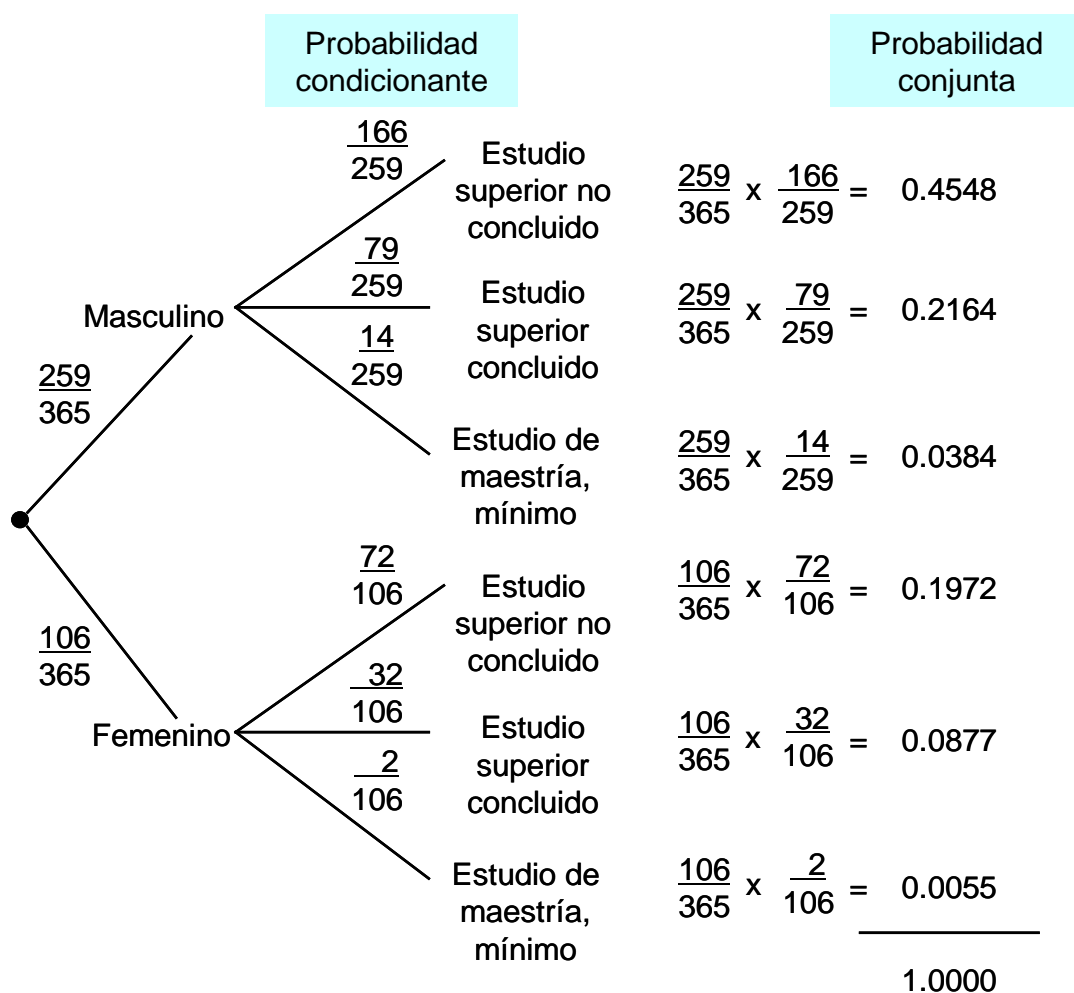 Probabilidad
condicionante
Probabilidad
conjunta
166
259
Estudio
superior no
concluido
259
365
x
166
259
=
0.4548
79
259
Estudio
superior
concluido
259
365
x
79
259
=
0.2164
Masculino
14
259
Estudio de
maestría,
mínimo
259
365
x
14
259
=
0.0384
259
365
72
106
Estudio
superior no
concluido
106
365
x
72
106
=
0.1972
106
365
32
106
Estudio
superior
concluido
106
365
x
32
106
=
0.0877
Femenino
2
106
Estudio de
maestría,
mínimo
106
365
x
2
106
=
0.0055
1.0000